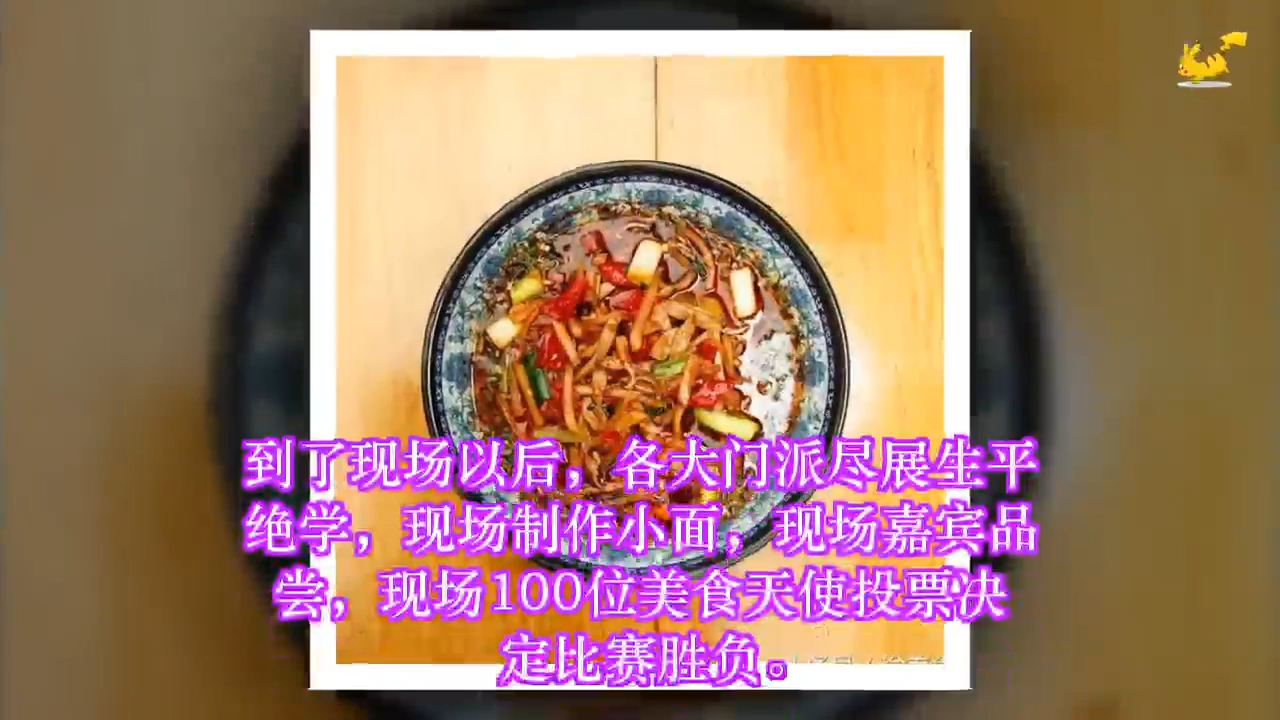 到了现场以后，各大门派尽展生平
绝学，现场制作小面，现场嘉宾品
尝，现场100位美食天使投票决
定比赛胜负。